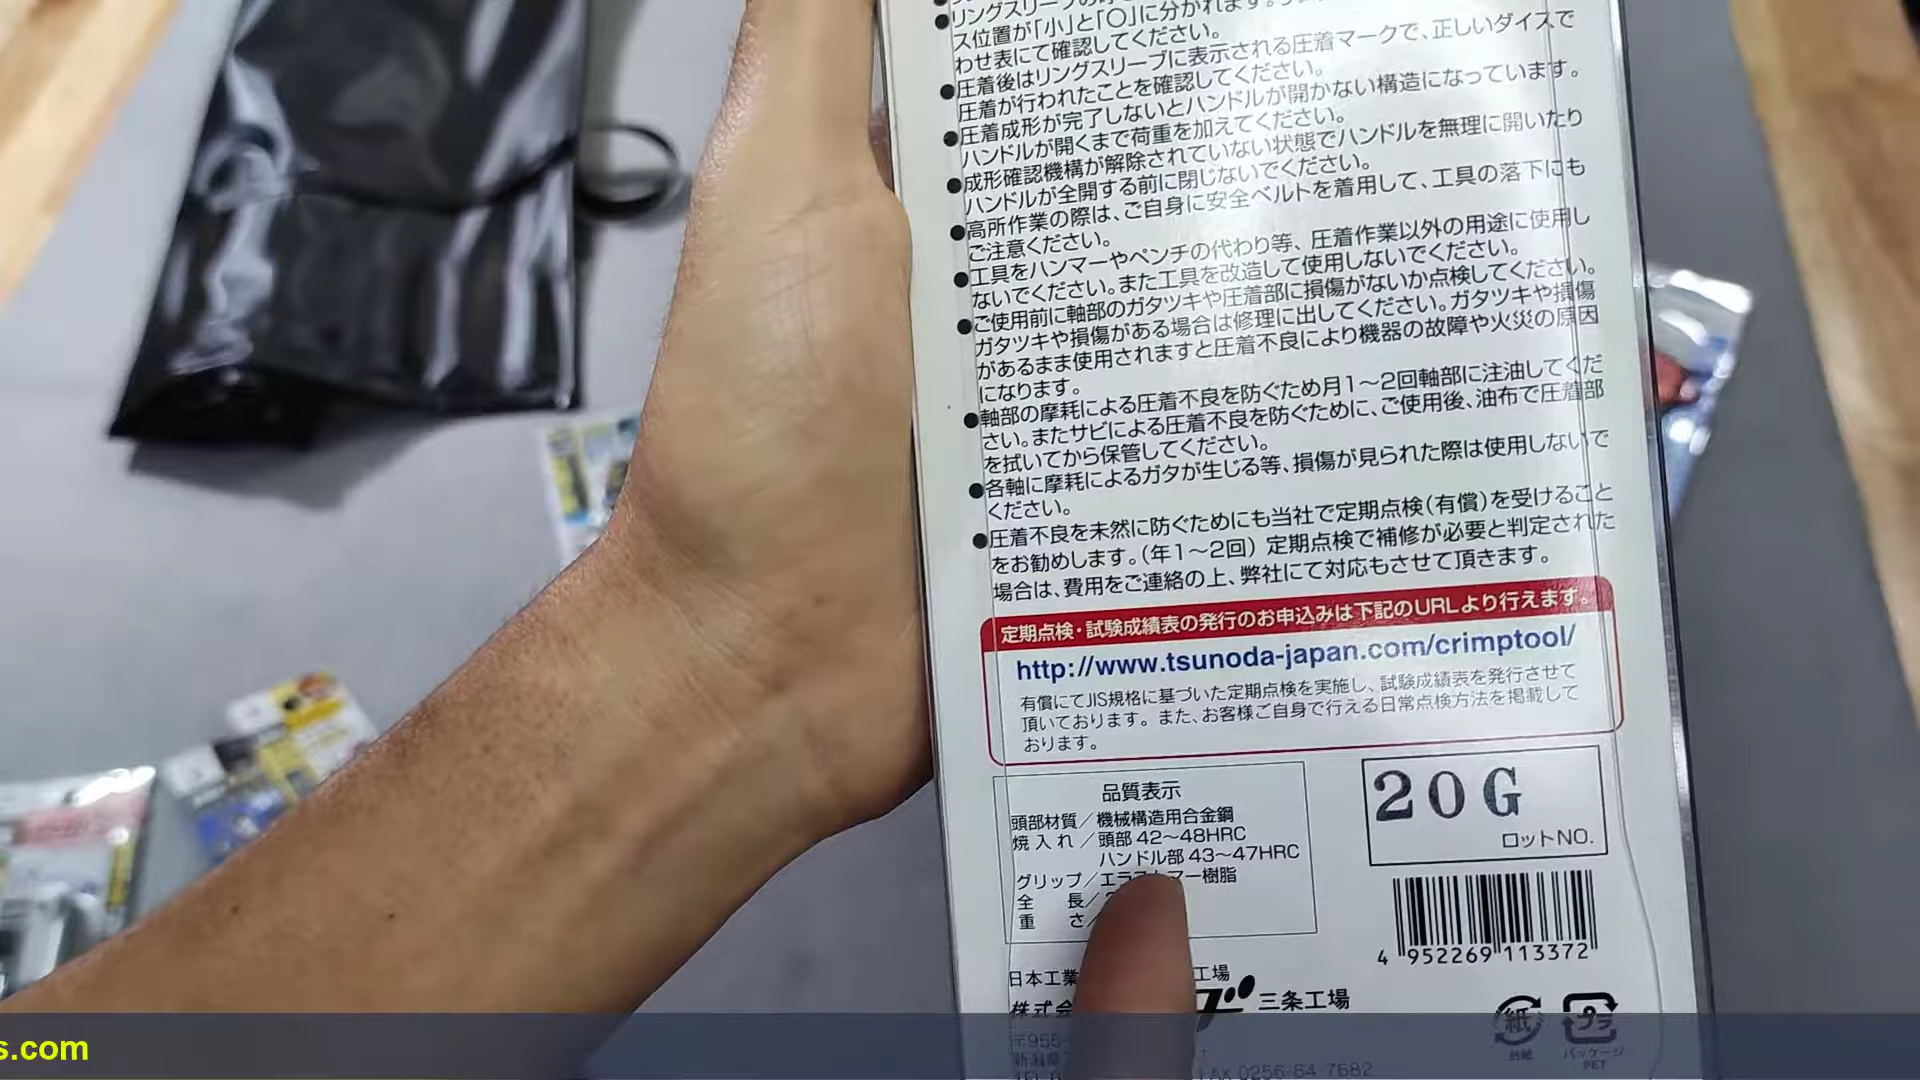 リングスリーブの
ス位置が「小」と「〇」に分かれます。
わせ表にて確認してください。
●圧着後はリングスリーブに表示される圧着マークで、正しいダイスで
圧着が行われたことを確認してください。
●圧着成形が完了しないとハンドルが開かない構造になっています。
ハンドルが開くまで荷重を加えてください。
●成形確認機構が解除されていない状態でハンドルを無理に開いたり
ハンドルが全開する前に閉じないでください。
●高所作業の際は、ご自身に安全ベルトを着用して、工具の落下にも
ご注意ください。
●工具をハンマーやペンチの代わり等、圧着作業以外の用途に使用し
ないでください。また工具を改造して使用しないでください。
●ご使用前に軸部のガタツキや圧着部に損傷がないか点検してください。
ガタツキや損傷がある場合は修理に出してください。ガタツキや損傷
があるまま使用されますと圧着不良により機器の故障や火災の原因
になります。
●軸部の摩耗による圧着不良を防ぐため月1〜2回軸部に注油してくだ
さい。またサビによる圧着不良を防ぐために、ご使用後、油布で圧着部
を拭いてから保管してください。
●各軸に摩耗によるガタが生じる等、損傷が見られた際は使用しないで
ください。
●圧着不良を未然に防ぐためにも当社で定期点検(有償)を受けること
をお勧めします。(年1〜2回) 定期点検で補修が必要と判定された
場合は、費用をご連絡の上、弊社にて対応もさせて頂きます。
定期点検・試験成績表の発行のお申込みは下記のURLより行えます。
http://www.tsunoda-japan.com/crimptool/
有償にてJIS規格に基づいた定期点検を実施し、試験成績表を発行させて
頂いております。また、お客様ご自身で行える日常点検方法を掲載して
おります。
品質表示
頭部材質／機械構造用合金鋼
焼入れ／頭部 42〜48HRC
ハンドル部 43〜47HRC
グリップ／エラストマー樹脂
全長／
重さ／
20G
ロットNO.
4 952269 113372
日本工業 工場
株式会 三条工場
〒955-
新潟県
FAX 0256-64-7682
紙
台紙
プラ
パッケージ
PET
s.com